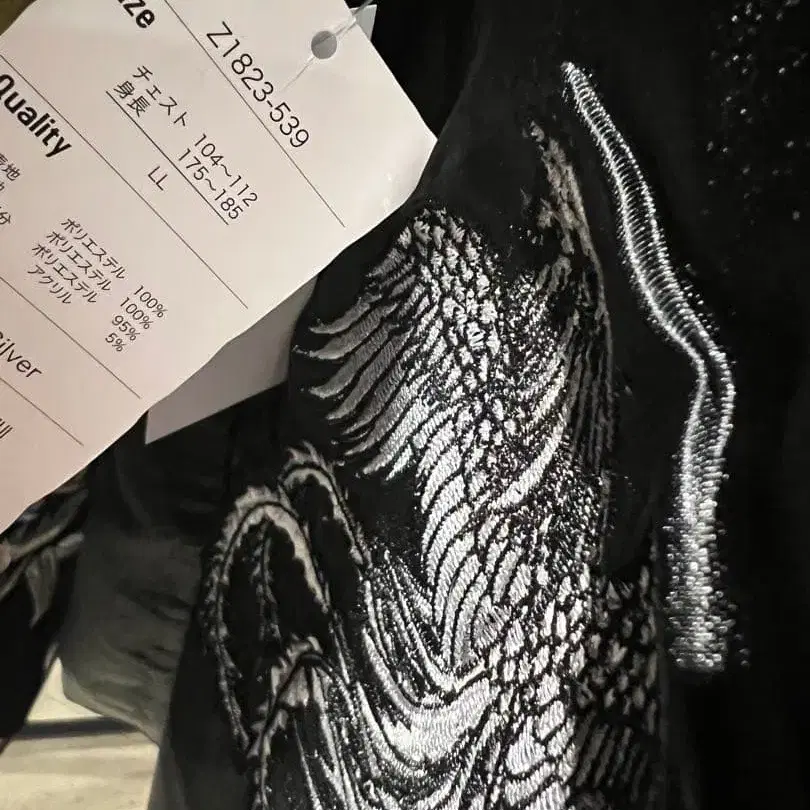 Z1823-539
チェスト 104～112
身長 175～185
LL
Quality
ポリエステル 100%
ポリエステル 100%
ポリエステル 95%
アクリル 5%